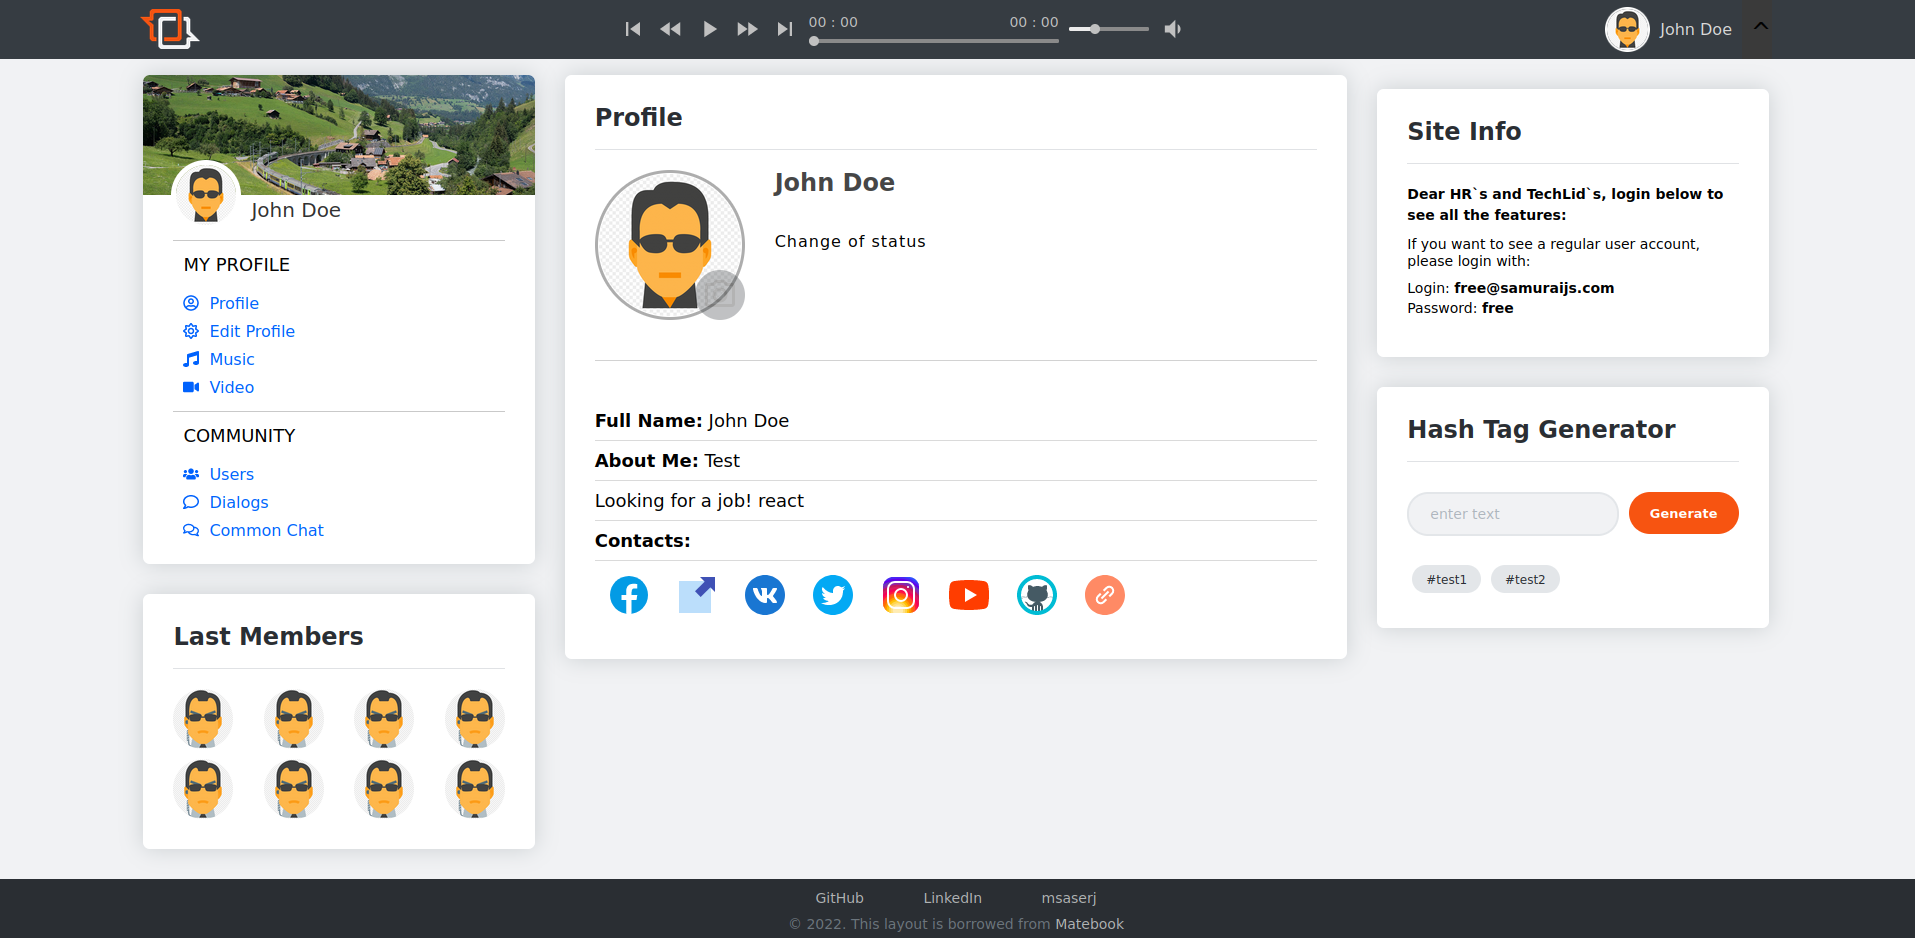 00 : 00
00 : 00
John Doe
John Doe
MY PROFILE
Profile
Edit Profile
Music
Video
COMMUNITY
Users
Dialogs
Common Chat
Last Members
Profile
John Doe
Change of status
Full Name: John Doe
About Me: Test
Looking for a job! react
Contacts:
Site Info
Dear HR`s and TechLid`s, login below to
see all the features:
If you want to see a regular user account,
please login with:
Login: free@samuraijs.com
Password: free
Hash Tag Generator
enter text
Generate
#test1
#test2
GitHub
LinkedIn
msaserj
© 2022. This layout is borrowed from Matebook